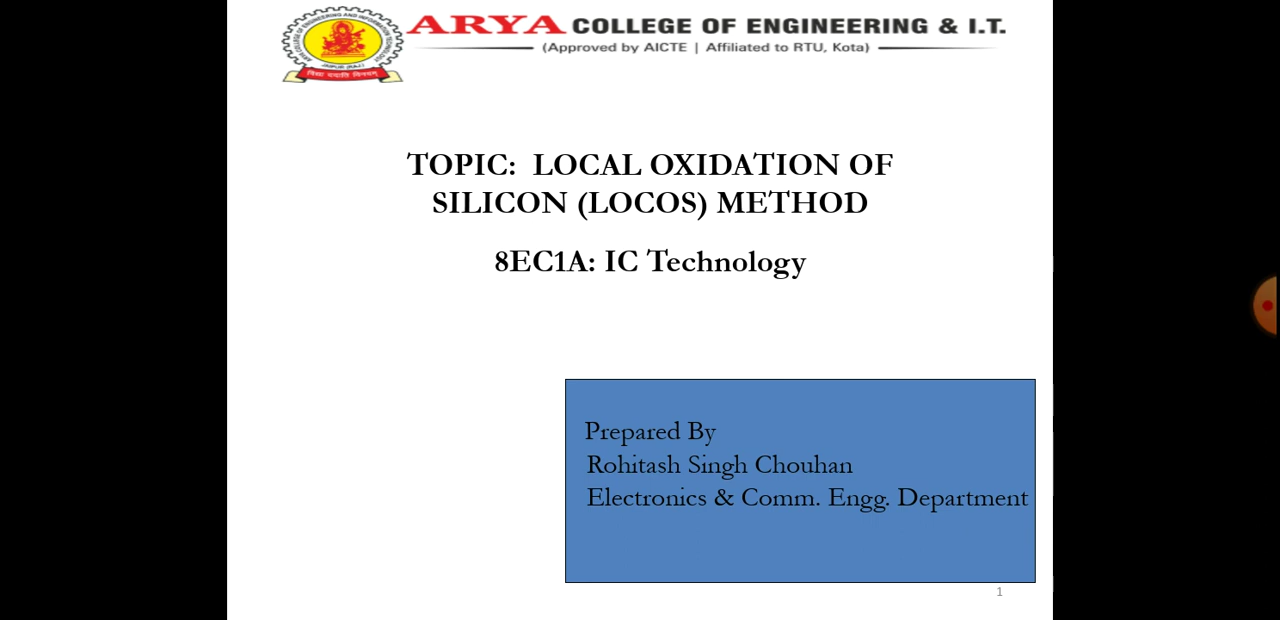 ARYA COLLEGE OF ENGINEERING & I.T.
(Approved by AICTE | Affiliated to RTU, Kota)
TOPIC:  LOCAL OXIDATION OF
SILICON (LOCOS) METHOD
8EC1A: IC Technology
Prepared By
Rohitash Singh Chouhan
Electronics & Comm. Engg. Department
1